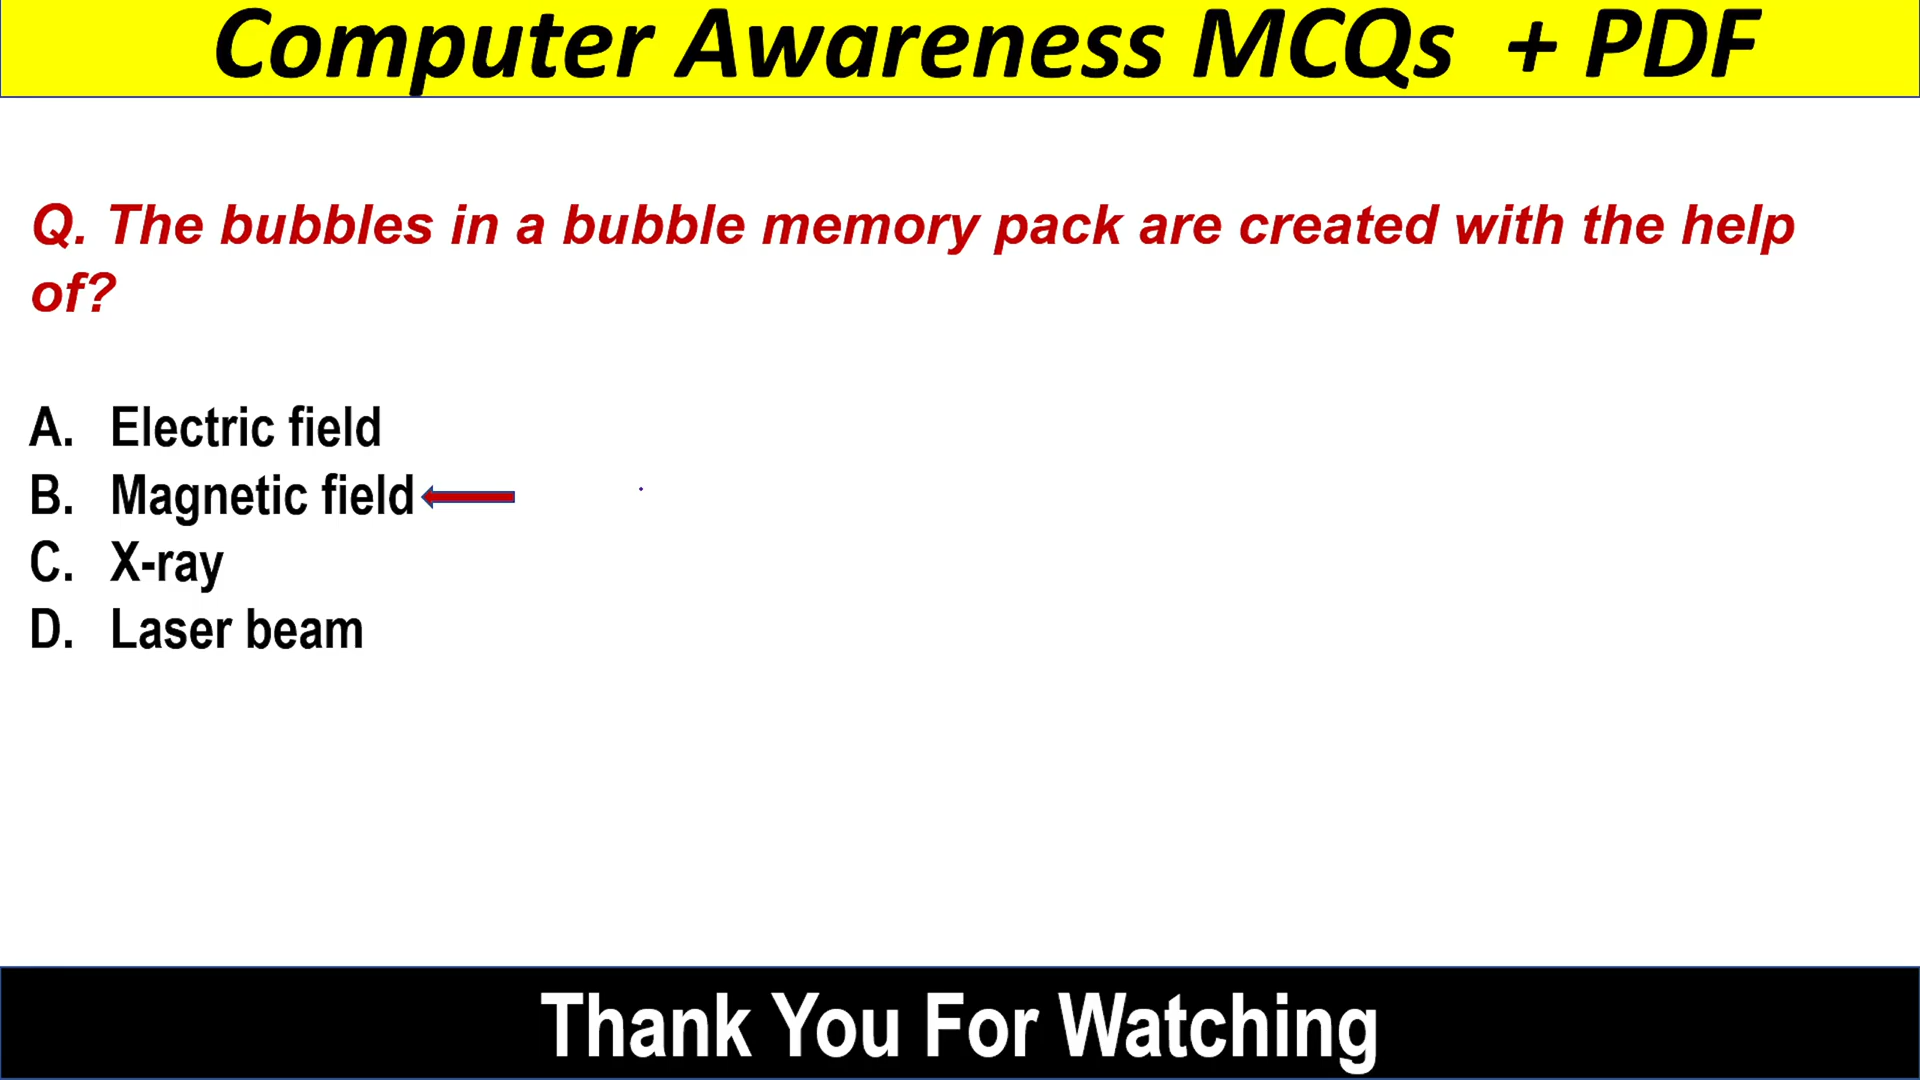 Computer Awareness MCQs + PDF
Q. The bubbles in a bubble memory pack are created with the help
of?
A. Electric field
B. Magnetic field
C. X-ray
D. Laser beam
Thank You For Watching